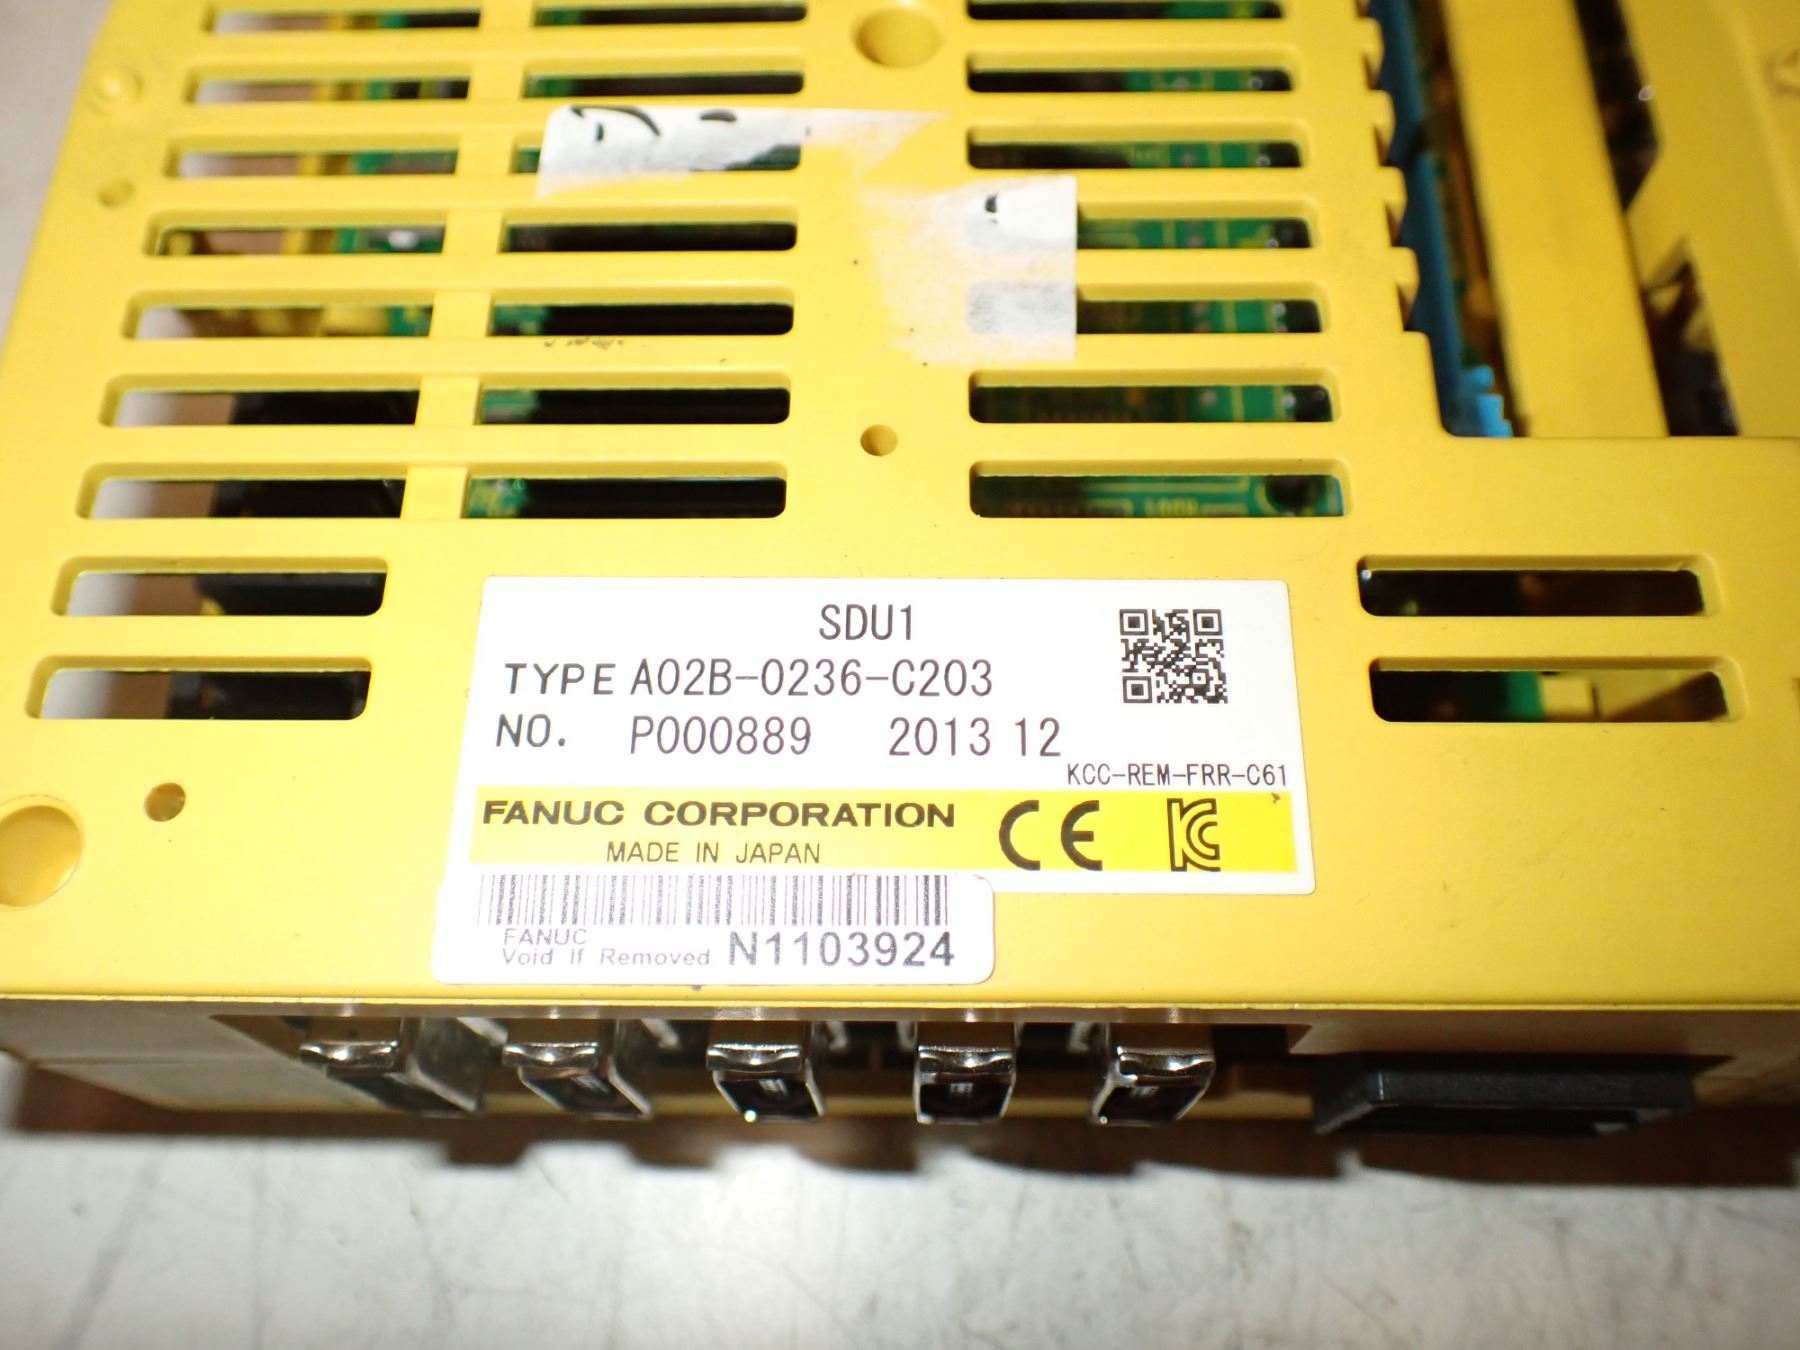 SDU1
TYPE A02B-0236-C203
NO. P000889 2013 12
KCC-REM-FRR-C61
FANUC CORPORATION
MADE IN JAPAN
CE
FANUC
Void If Removed N1103924